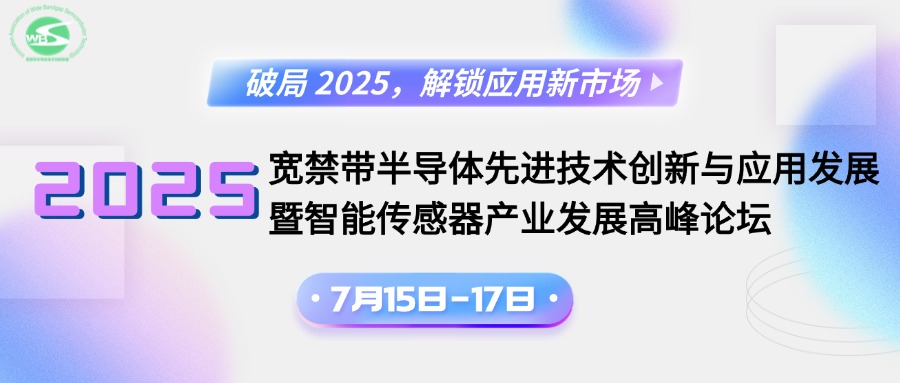 WBS
破局 2025，解锁应用新市场
2025
宽禁带半导体先进技术创新与应用发展
暨智能传感器产业发展高峰论坛
·7月15日-17日·